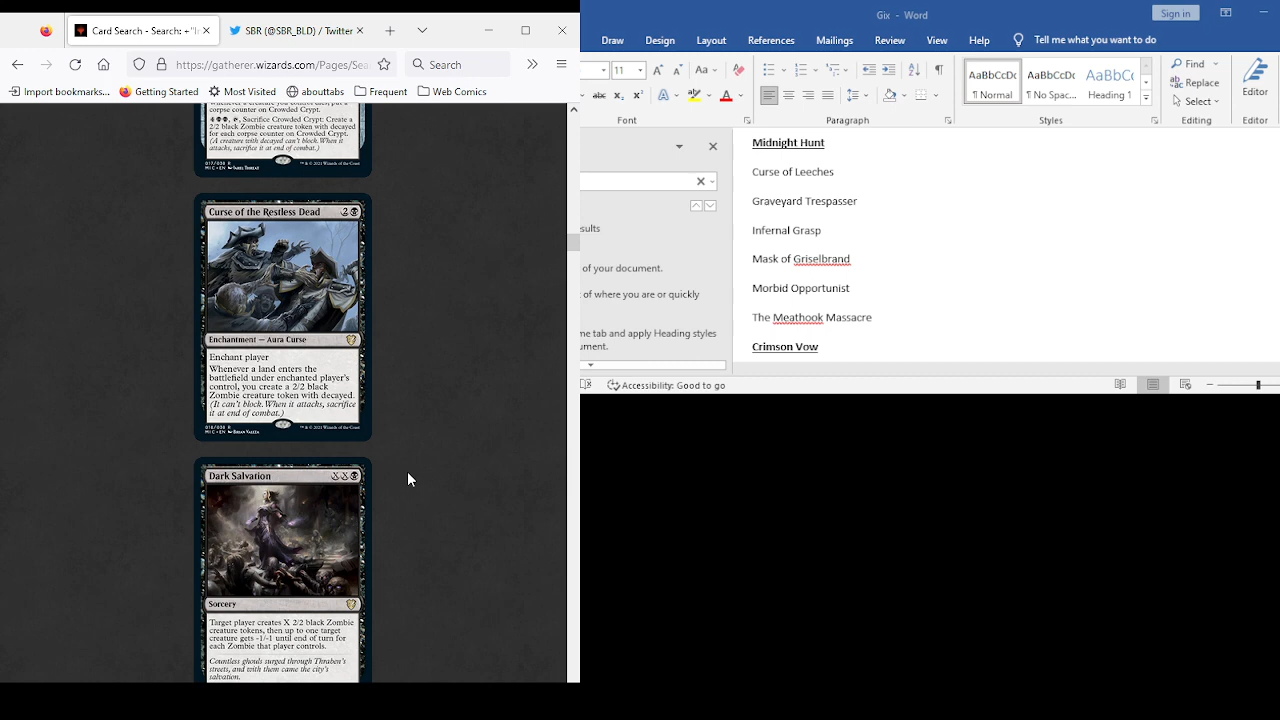 Card Search - Search: +"Ir
SBR (@SBR_BLD) / Twitter
https://gatherer.wizards.com/Pages/Sea
Search
Import bookmarks...
Getting Started
Most Visited
abouttabs
Frequent
Web Comics
corpse counter on Crowded Crypt.
Sacrifice Crowded Crypt: Create a
2/2 black Zombie creature token with decayed
for each corpse counter on Crowded Crypt.
(A creature with decayed can't block. When it
attacks, sacrifice it at end of combat.)
Curse of the Restless Dead 2
Enchantment — Aura Curse
Enchant player
Whenever a land enters the
battlefield under enchanted player's
control, you create a 2/2 black
Zombie creature token with decayed.
(It can't block. When it attacks, sacrifice
it at end of combat.)
Dark Salvation X X
Sorcery
Target player creates X 2/2 black Zombie
creature tokens, then up to one target
creature gets -1/-1 until end of turn for
each Zombie that player controls.
Countless ghouls surged through Thraben's
streets, and with them came the city's
salvation.
Gix - Word
Sign in
Draw
Design
Layout
References
Mailings
Review
View
Help
Tell me what you want to do
11
Aa
abc
x₂
x²
A
AaBbCcDc
AaBbCcDc
AaBbC(
¶ Normal
¶ No Spac...
Heading 1
Find
Replace
Select
Editor
Font
Paragraph
Styles
Editing
Editor
sults
of your document.
of where you are or quickly
me tab and apply Heading styles
ument.
Midnight Hunt
Curse of Leeches
Graveyard Trespasser
Infernal Grasp
Mask of Griselbrand
Morbid Opportunist
The Meathook Massacre
Crimson Vow
Accessibility: Good to go